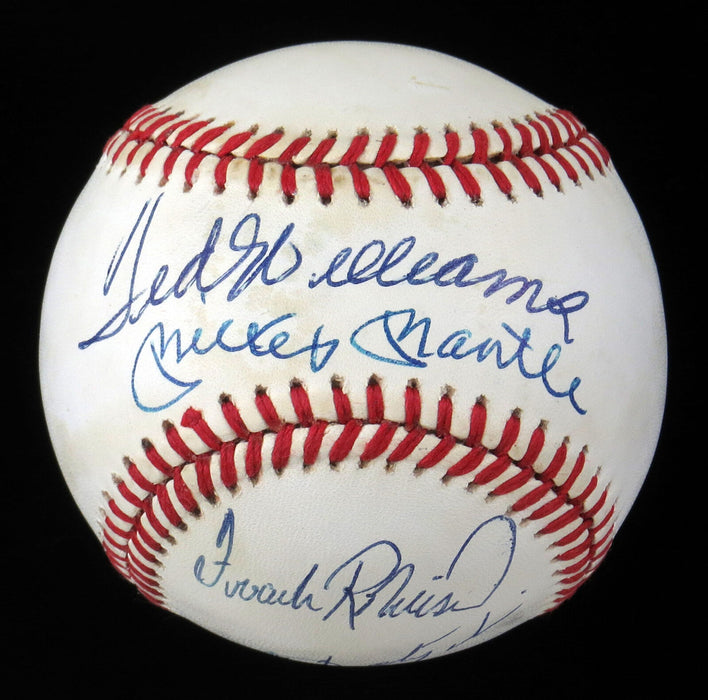 Ted Williams
Mickey Mantle
Frank Robinson